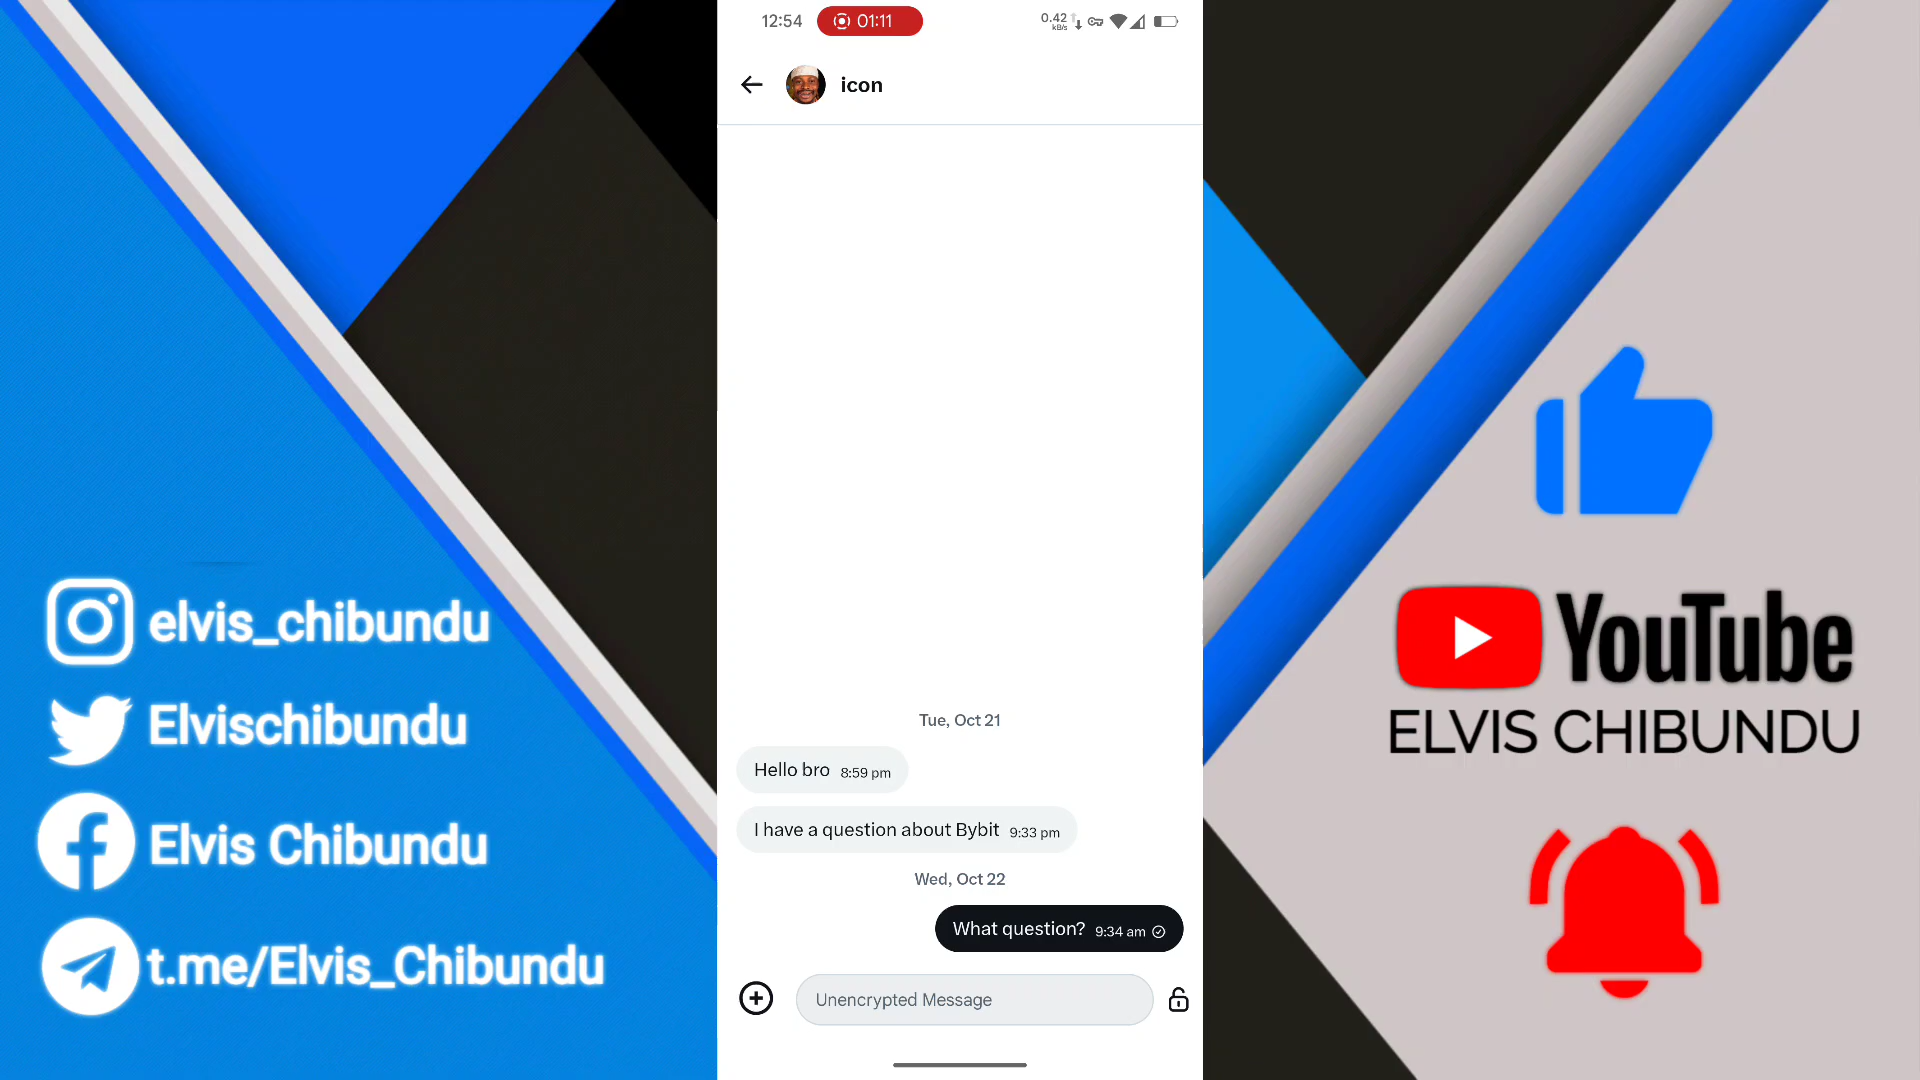 12:54
01:11
0.42
kB/s
icon
Tue, Oct 21
Hello bro 8:59 pm
I have a question about Bybit 9:33 pm
Wed, Oct 22
What question? 9:34 am
Unencrypted Message
elvis_chibundu
Elvischibundu
Elvis Chibundu
t.me/Elvis_Chibundu
YouTube
ELVIS CHIBUNDU